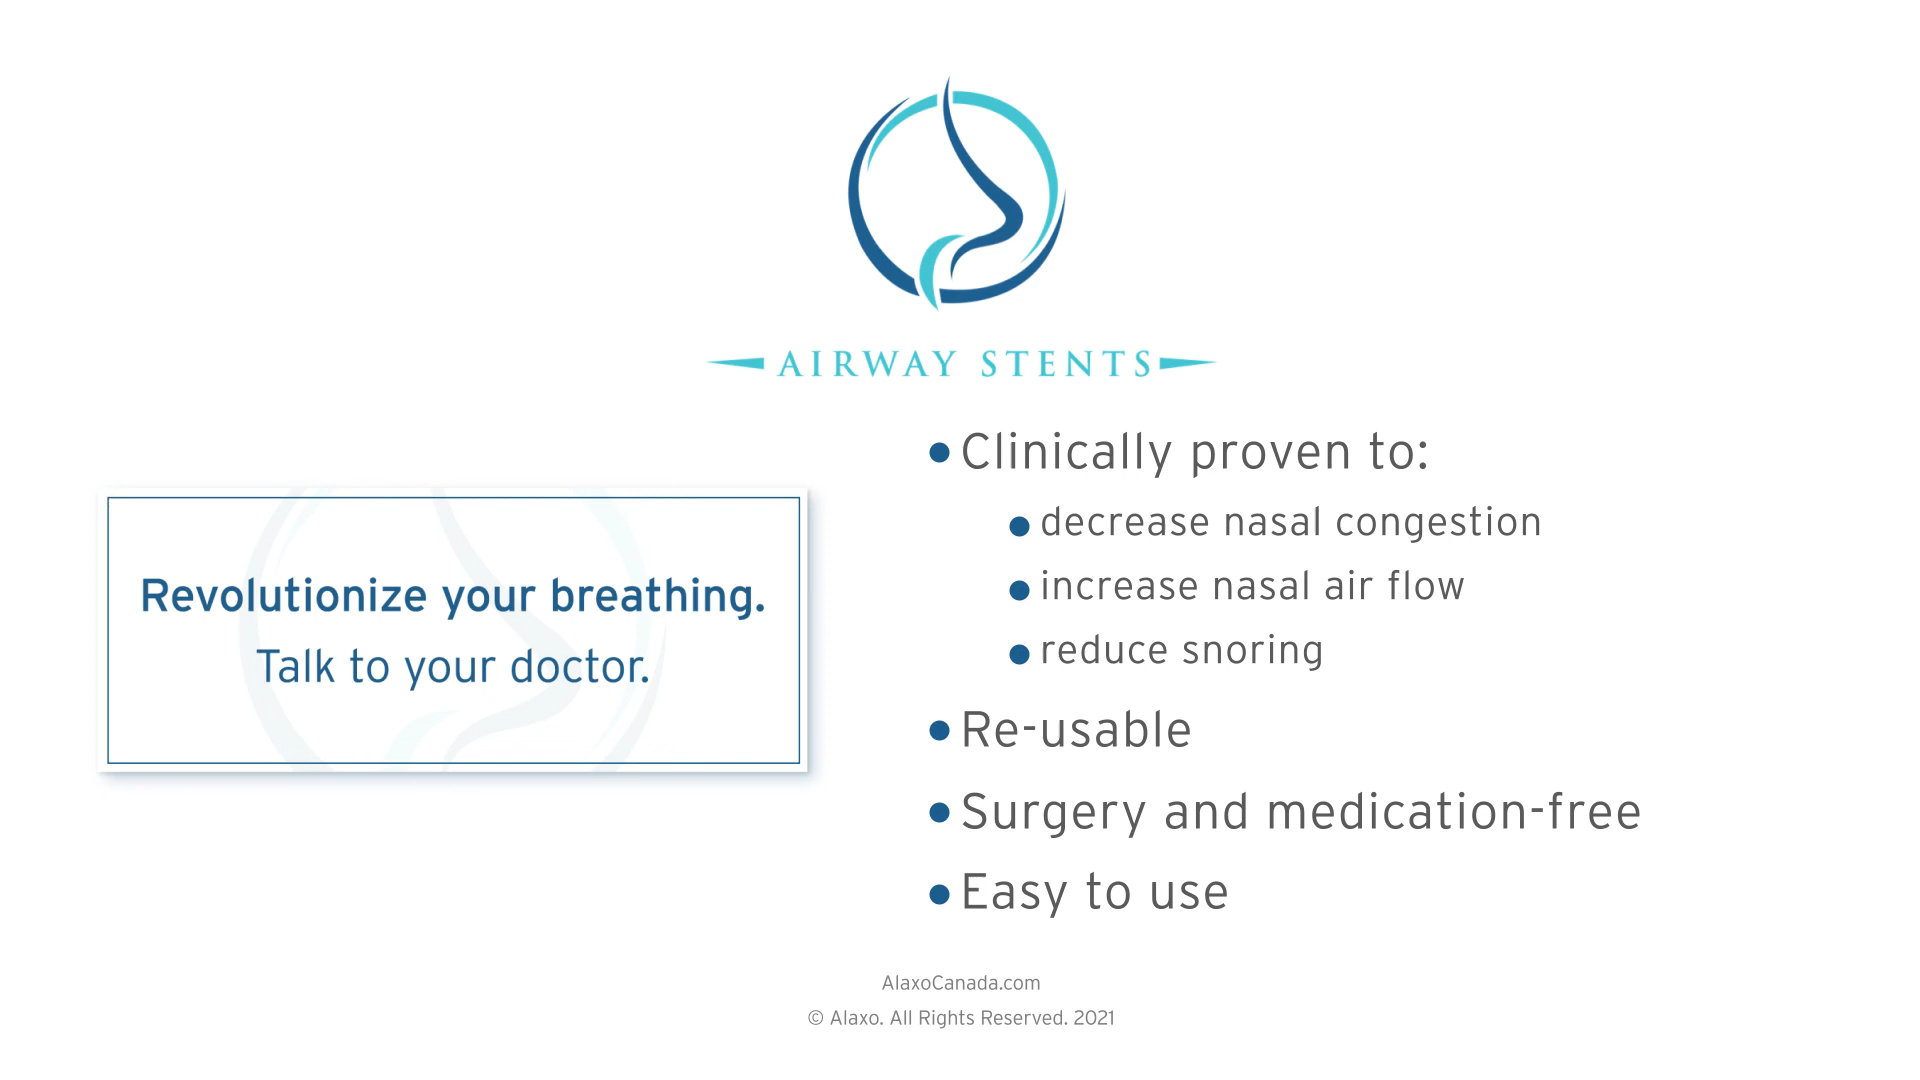 AIRWAY STENTS
Revolutionize your breathing.
Talk to your doctor.
• Clinically proven to:
• decrease nasal congestion
• increase nasal air flow
• reduce snoring
• Re-usable
• Surgery and medication-free
• Easy to use
AlaxoCanada.com
© Alaxo. All Rights Reserved. 2021